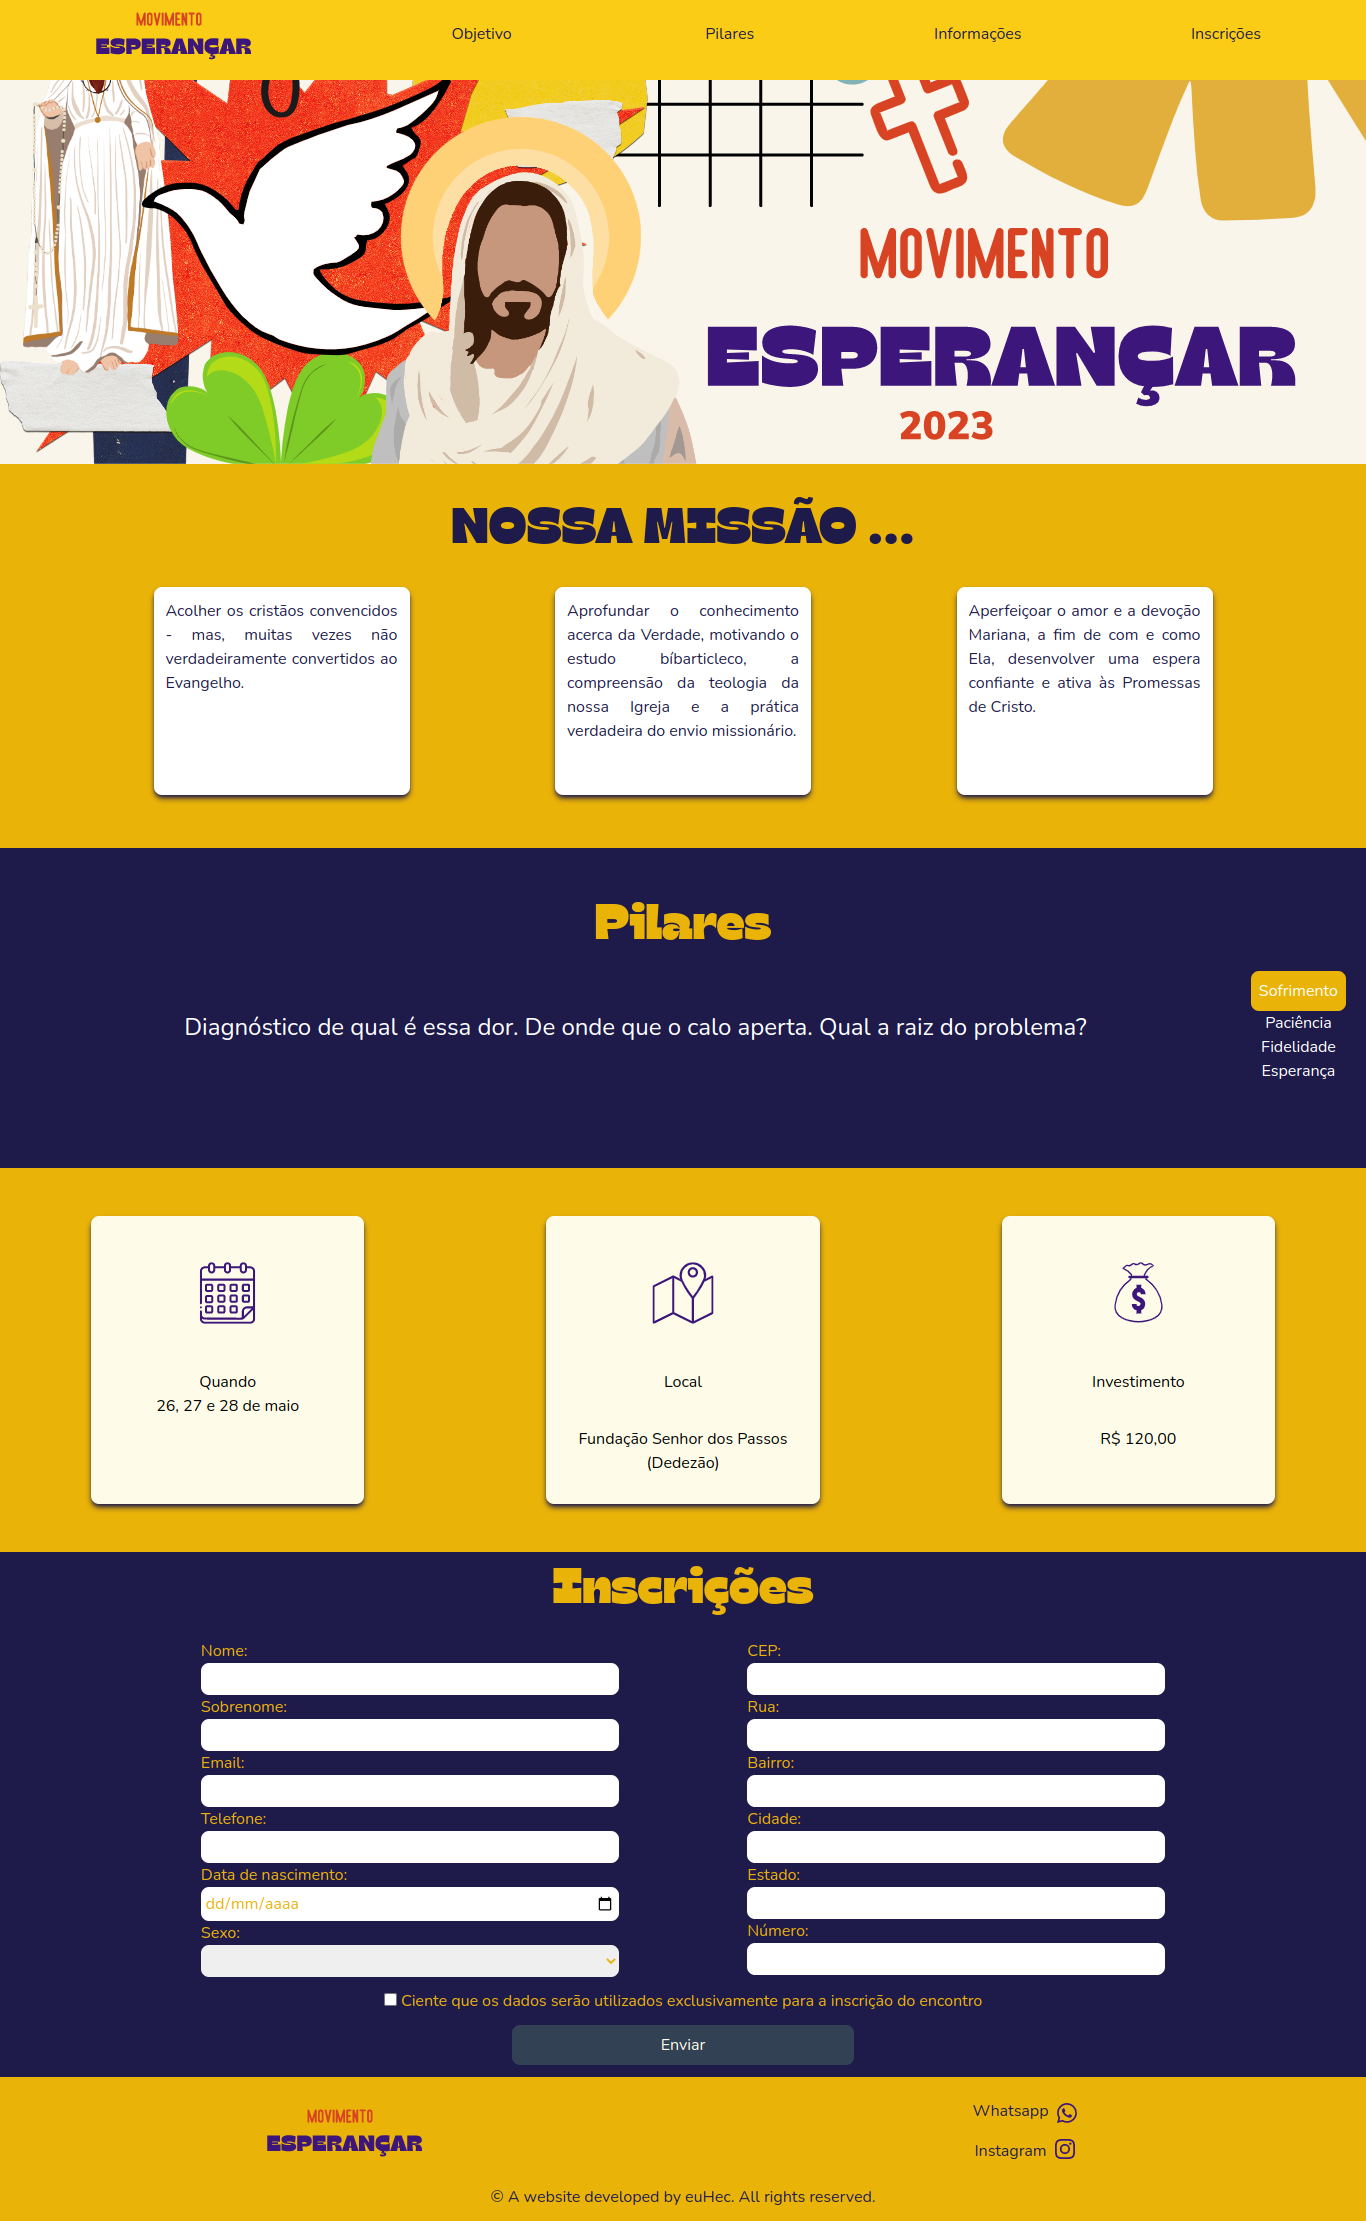 MOVIMENTO
ESPERANÇAR
Objetivo
Pilares
Informações
Inscrições
MOVIMENTO
ESPERANÇAR
2023
NOSSA MISSÃO ...
Acolher os cristãos convencidos
- mas, muitas vezes não
verdadeiramente convertidos ao
Evangelho.
Aprofundar o conhecimento
acerca da Verdade, motivando o
estudo bíbarticleco, a
compreensão da teologia da
nossa Igreja e a prática
verdadeira do envio missionário.
Aperfeiçoar o amor e a devoção
Mariana, a fim de com e como
Ela, desenvolver uma espera
confiante e ativa às Promessas
de Cristo.
Pilares
Diagnóstico de qual é essa dor. De onde que o calo aperta. Qual a raiz do problema?
Sofrimento
Paciência
Fidelidade
Esperança
Quando
26, 27 e 28 de maio
Local
Fundação Senhor dos Passos
(Dedezão)
$
Investimento
R$ 120,00
Inscrições
Nome:
Sobrenome:
Email:
Telefone:
Data de nascimento:
dd/mm/aaaa
Sexo:
CEP:
Rua:
Bairro:
Cidade:
Estado:
Número:
Ciente que os dados serão utilizados exclusivamente para a inscrição do encontro
Enviar
MOVIMENTO
ESPERANÇAR
Whatsapp
Instagram
© A website developed by euHec. All rights reserved.